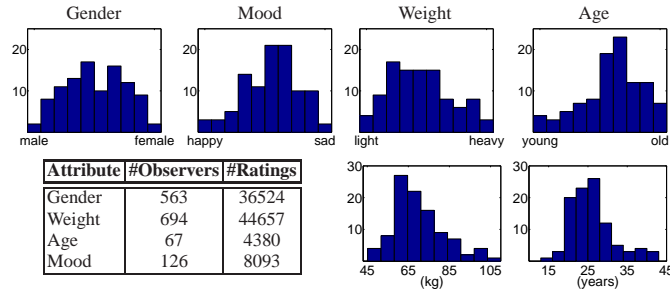 Gender Mood Weight Age
20 20 20 20
10 10 10 10
male female happy sad light heavy young old
Attribute #Observers #Ratings
Gender 563 36524
Weight 694 44657
Age 67 4380
Mood 126 8093
30 30
20 20
10 10
45 65 85 105 15 25 35 45
(kg) (years)